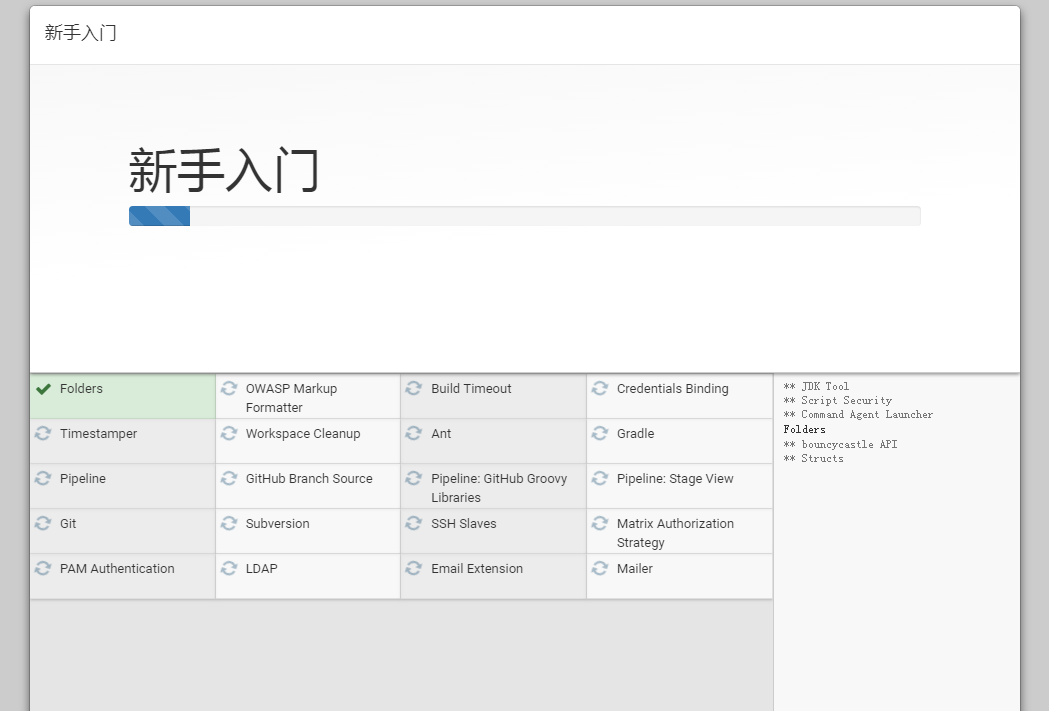 新手入门
新手入门
Folders
OWASP Markup
Formatter
Build Timeout
Credentials Binding
Timestamper
Workspace Cleanup
Ant
Gradle
Pipeline
GitHub Branch Source
Pipeline: GitHub Groovy
Libraries
Pipeline: Stage View
Git
Subversion
SSH Slaves
Matrix Authorization
Strategy
PAM Authentication
LDAP
Email Extension
Mailer
** JDK Tool
** Script Security
** Command Agent Launcher
Folders
** bouncycastle API
** Structs